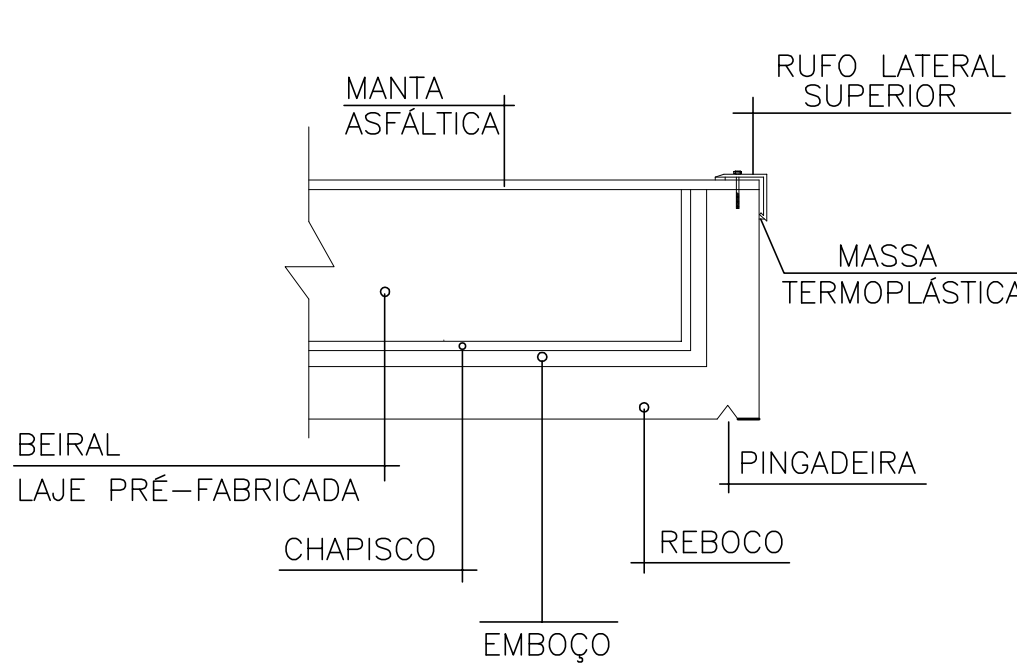 RUFO LATERAL
SUPERIOR
MANTA
ASFÁLTICA
MASSA
TERMOPLÁSTICA
BEIRAL
LAJE PRÉ-FABRICADA
PINGADEIRA
CHAPISCO
REBOCO
EMBOÇO